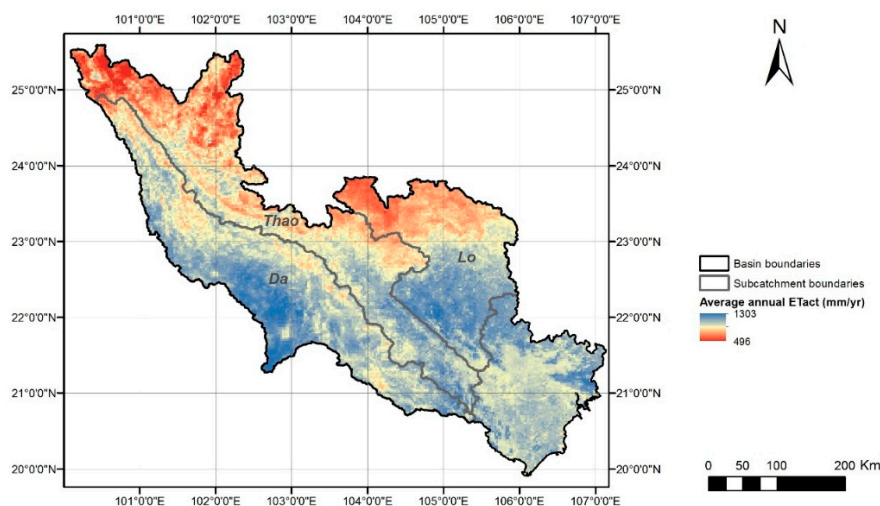 101°0'0"E 102°0'0"E 103°0'0"E 104°0'0"E 105°0'0"E 106°0'0"E 107°0'0"E
N
25°0'0"N 25°0'0"N
24°0'0"N 24°0'0"N
Thao
23°0'0"N 23°0'0"N
Lo
Da
Basin boundaries
Subcatchment boundaries
Average annual ETact (mm/yr)
1303
496
22°0'0"N 22°0'0"N
21°0'0"N 21°0'0"N
20°0'0"N 20°0'0"N
0 50 100 200 Km
101°0'0"E 102°0'0"E 103°0'0"E 104°0'0"E 105°0'0"E 106°0'0"E 107°0'0"E